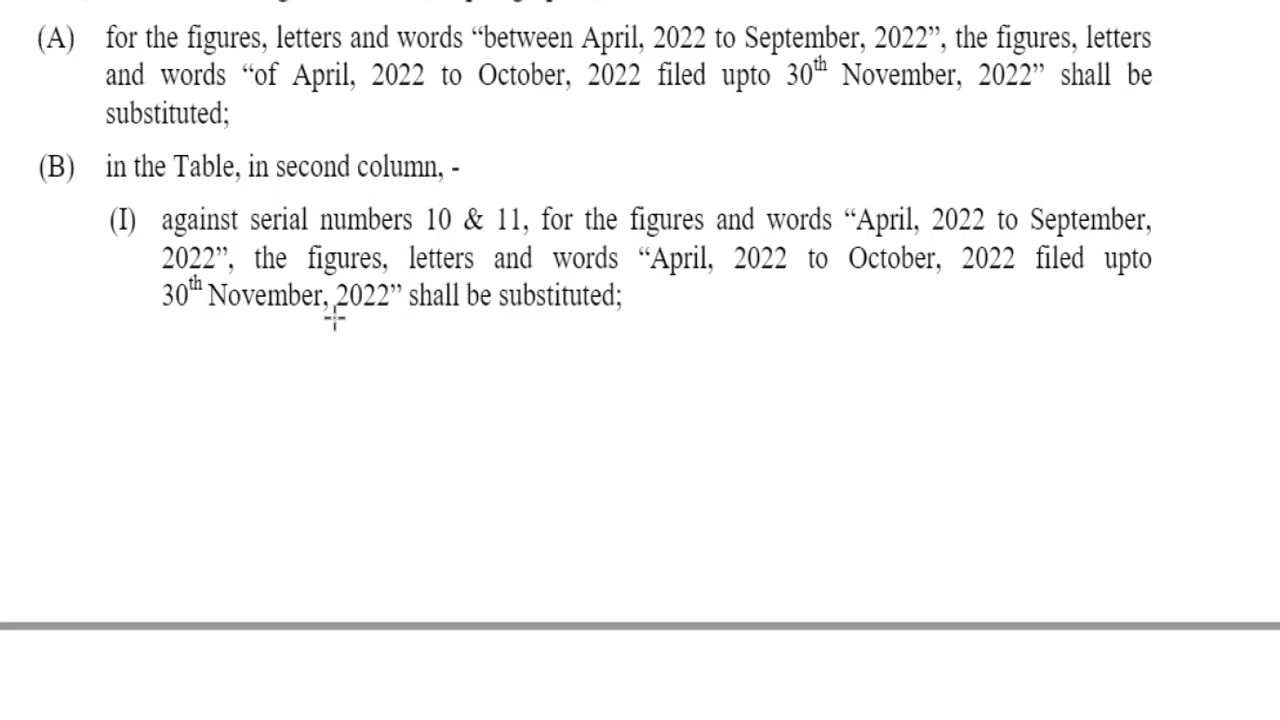 (A) for the figures, letters and words “between April, 2022 to September, 2022”, the figures, letters
and words “of April, 2022 to October, 2022 filed upto 30th November, 2022” shall be
substituted;
(B) in the Table, in second column, -
(I) against serial numbers 10 & 11, for the figures and words “April, 2022 to September,
2022”, the figures, letters and words “April, 2022 to October, 2022 filed upto
30th November, 2022” shall be substituted;